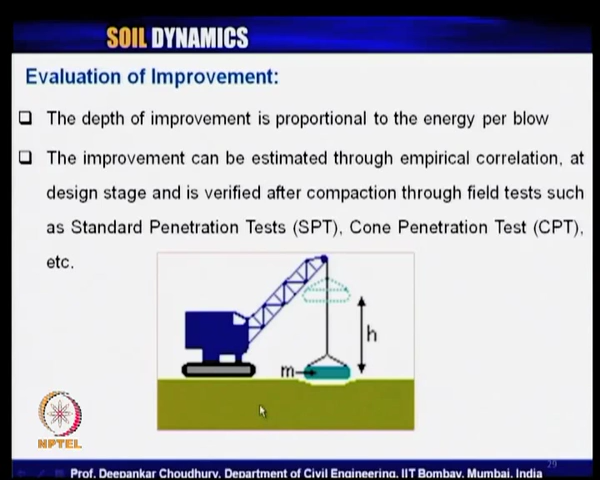 SOIL DYNAMICS
Evaluation of Improvement:
The depth of improvement is proportional to the energy per blow
The improvement can be estimated through empirical correlation, at
design stage and is verified after compaction through field tests such
as Standard Penetration Tests (SPT), Cone Penetration Test (CPT),
etc.
h
m
NPTEL
29
Prof. Deepankar Choudhury, Department of Civil Engineering, IIT Bombay, Mumbai, India